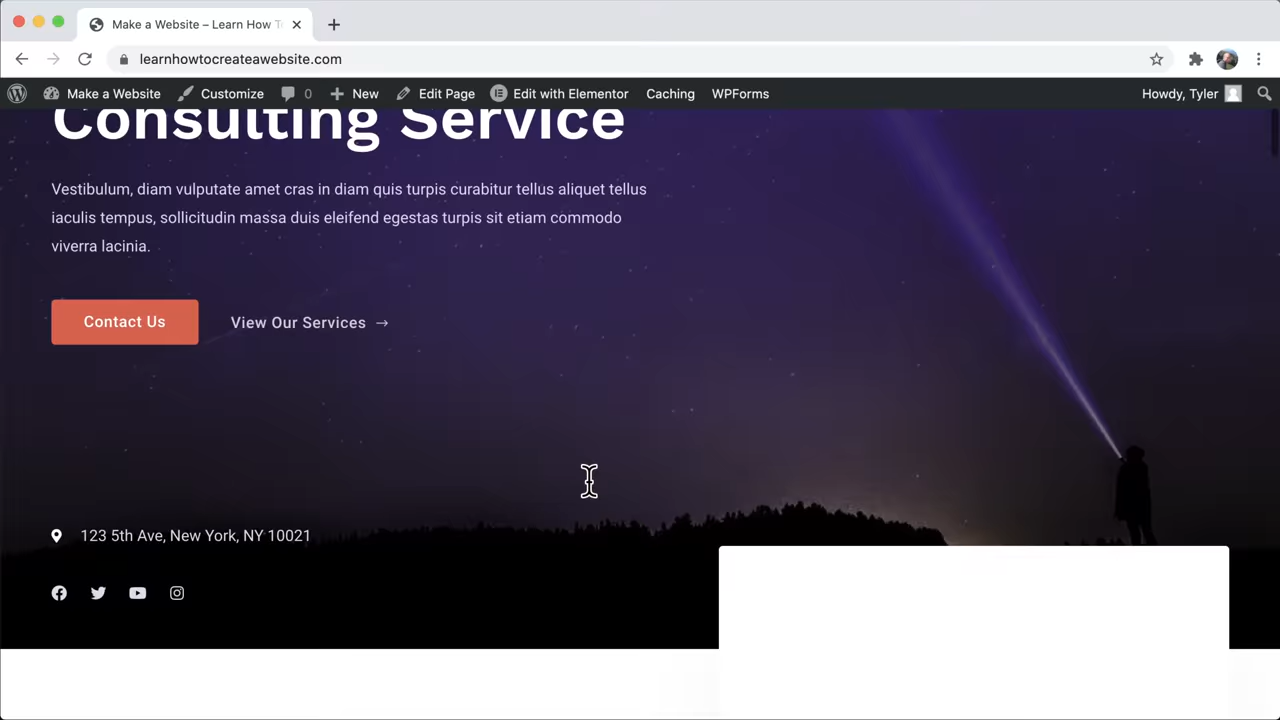 Make a Website – Learn How T
learnhowtocreateawebsite.com
Make a Website Customize 0 New Edit Page Edit with Elementor Caching WPForms Howdy, Tyler
Consulting Service
Vestibulum, diam vulputate amet cras in diam quis turpis curabitur tellus aliquet tellus
iaculis tempus, sollicitudin massa duis eleifend egestas turpis sit etiam commodo
viverra lacinia.
Contact Us View Our Services →
123 5th Ave, New York, NY 10021